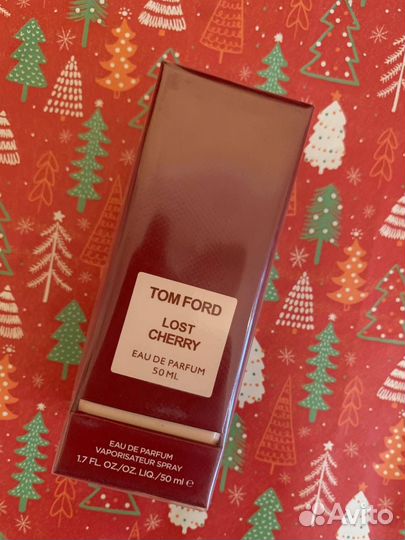 TOM FORD
LOST
CHERRY
EAU DE PARFUM
50 ML
EAU DE PARFUM
VAPORISATEUR SPRAY
1.7 FL. OZ./OZ. LIQ./50 ml e
Avito